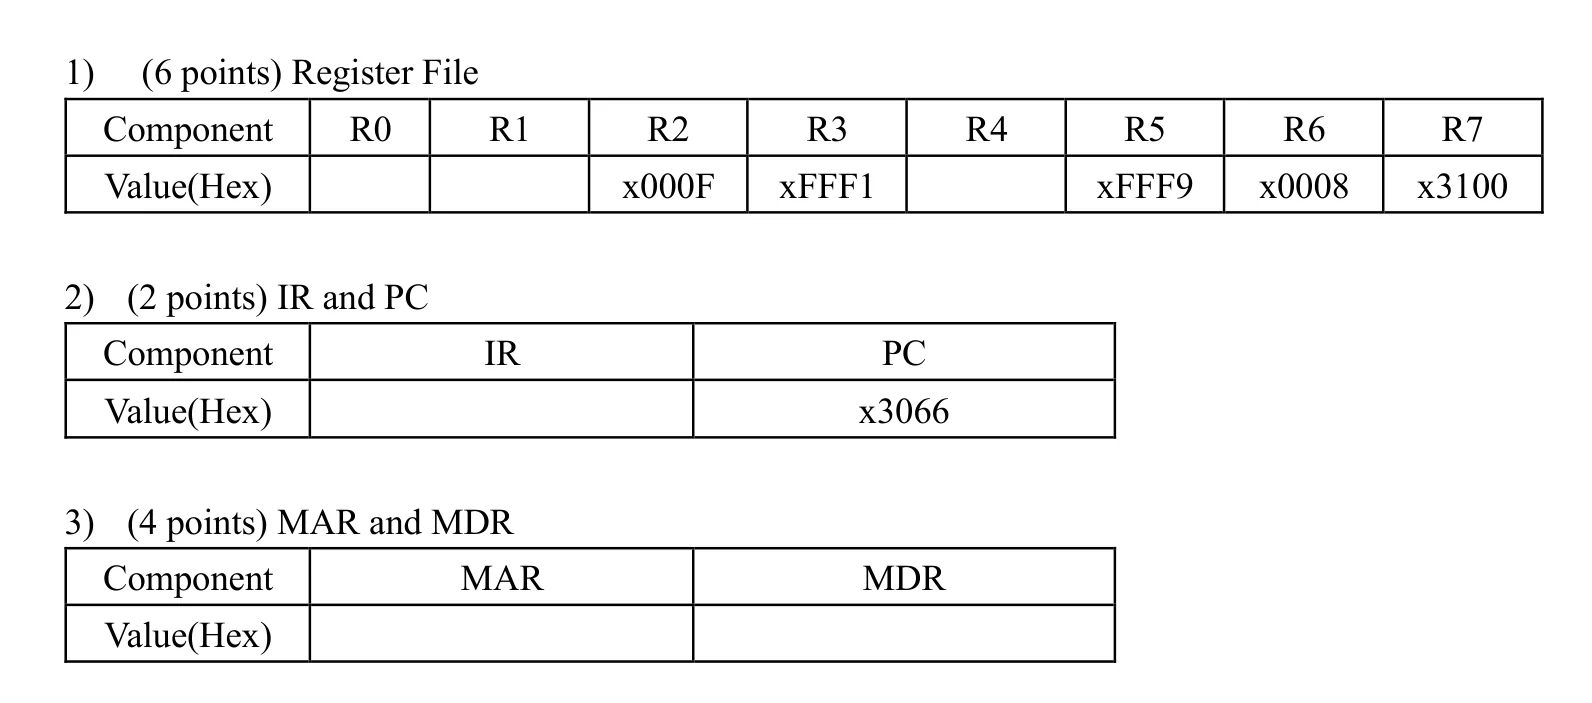 1) (6 points) Register File
Component R0 R1 R2 R3 R4 R5 R6 R7
Value(Hex) x000F xFFF1 xFFF9 x0008 x3100
2) (2 points) IR and PC
Component IR PC
Value(Hex) x3066
3) (4 points) MAR and MDR
Component MAR MDR
Value(Hex)